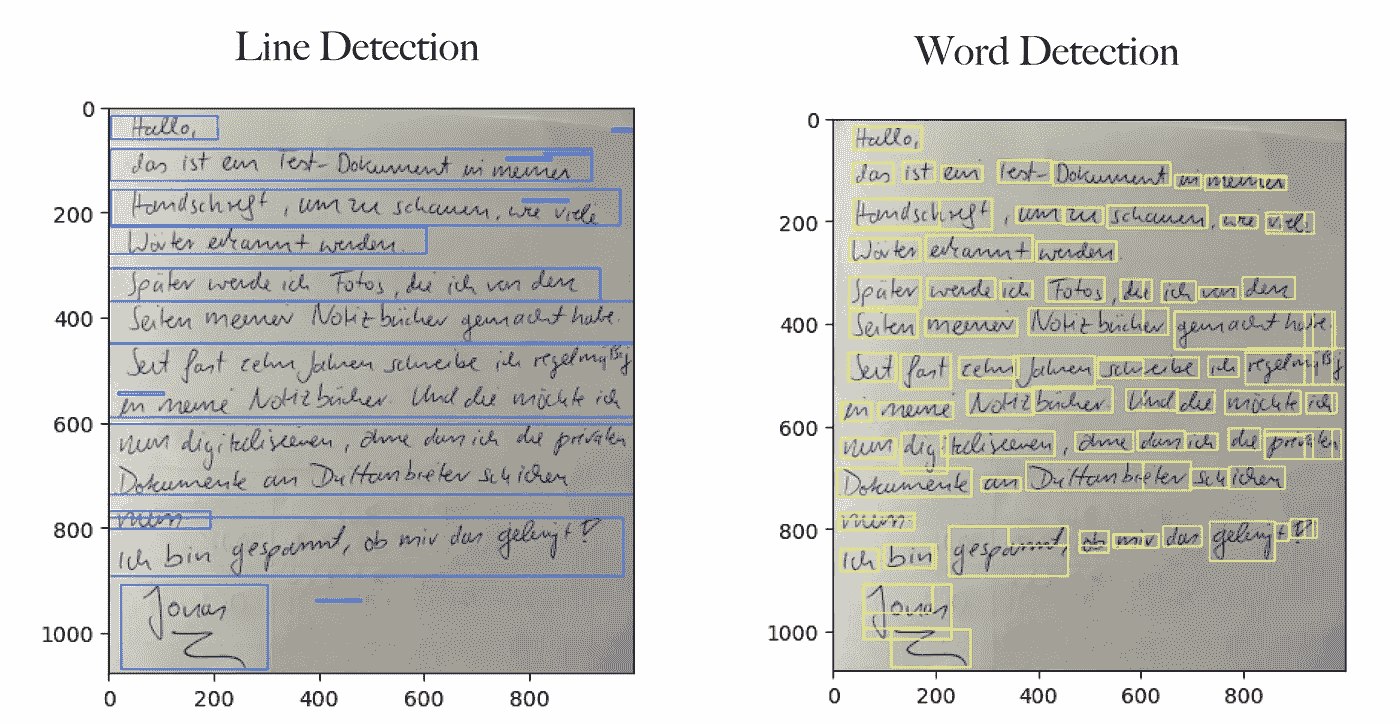 Line Detection
0
200
400
600
800
1000
Hallo,
das ist ein Test-Dokument in meiner
Handschrift, um zu schauen, wie viele
Wörter erkannt werden.
Später werde ich Fotos, die ich von den
Seiten meiner Notizbücher gemacht habe.
Seit fast zehn Jahren schreibe ich regelmäßig
in meine Notizbücher. Und die möchte ich
nun digitalisieren, ohne dass ich die privaten
Dokumente an Drittanbieter schicken
muss.
Ich bin gespannt, ob mir das gelingt
Jonas
0 200 400 600 800
Word Detection
0
200
400
600
800
1000
Hallo,
das ist ein Test-Dokument in meiner
Handschrift, um zu schauen, wie viele
Wörter erkannt werden.
Später werde ich Fotos, die ich von den
Seiten meiner Notizbücher gemacht habe.
Seit fast zehn Jahren schreibe ich regelmäßig
in meine Notizbücher. Und die möchte ich
nun digitalisieren, ohne dass ich die privaten
Dokumente an Drittanbieter schicken
muss.
Ich bin gespannt, ob mir das gelingt
Jonas
0 200 400 600 800